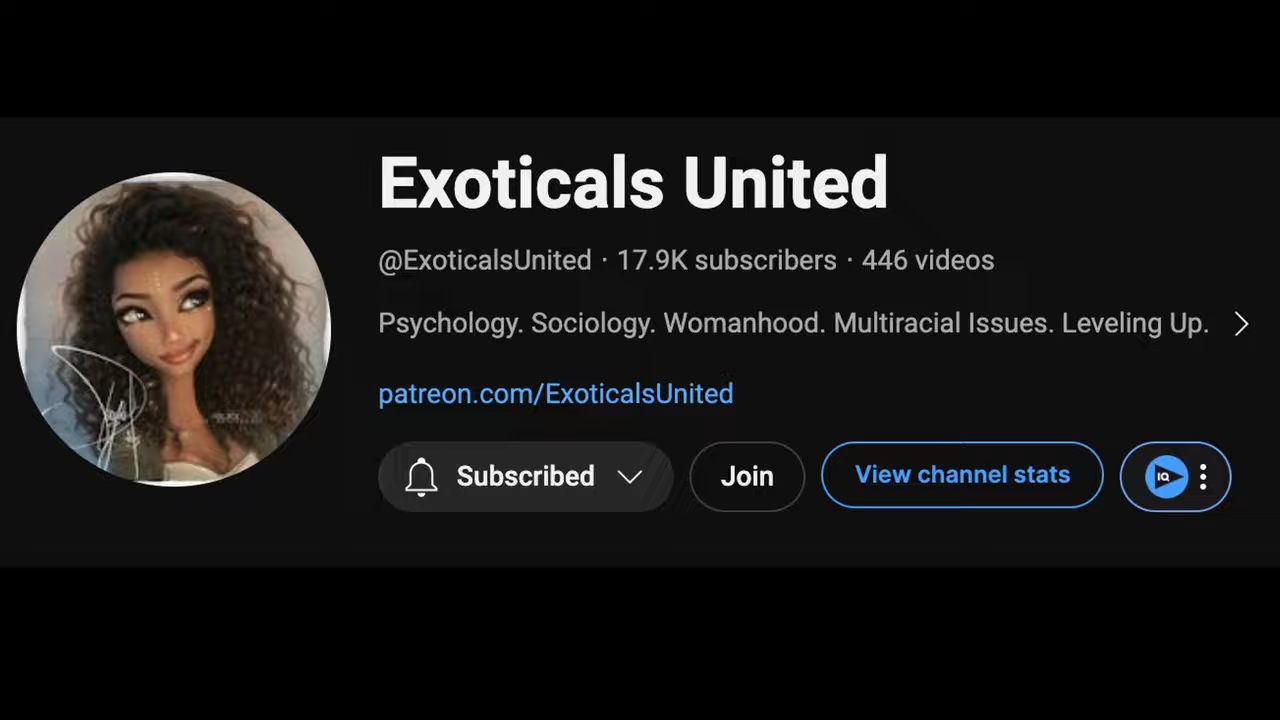 Exoticals United
@ExoticalsUnited · 17.9K subscribers · 446 videos
Psychology. Sociology. Womanhood. Multiracial Issues. Leveling Up.
patreon.com/ExoticalsUnited
Subscribed Join View channel stats IQ